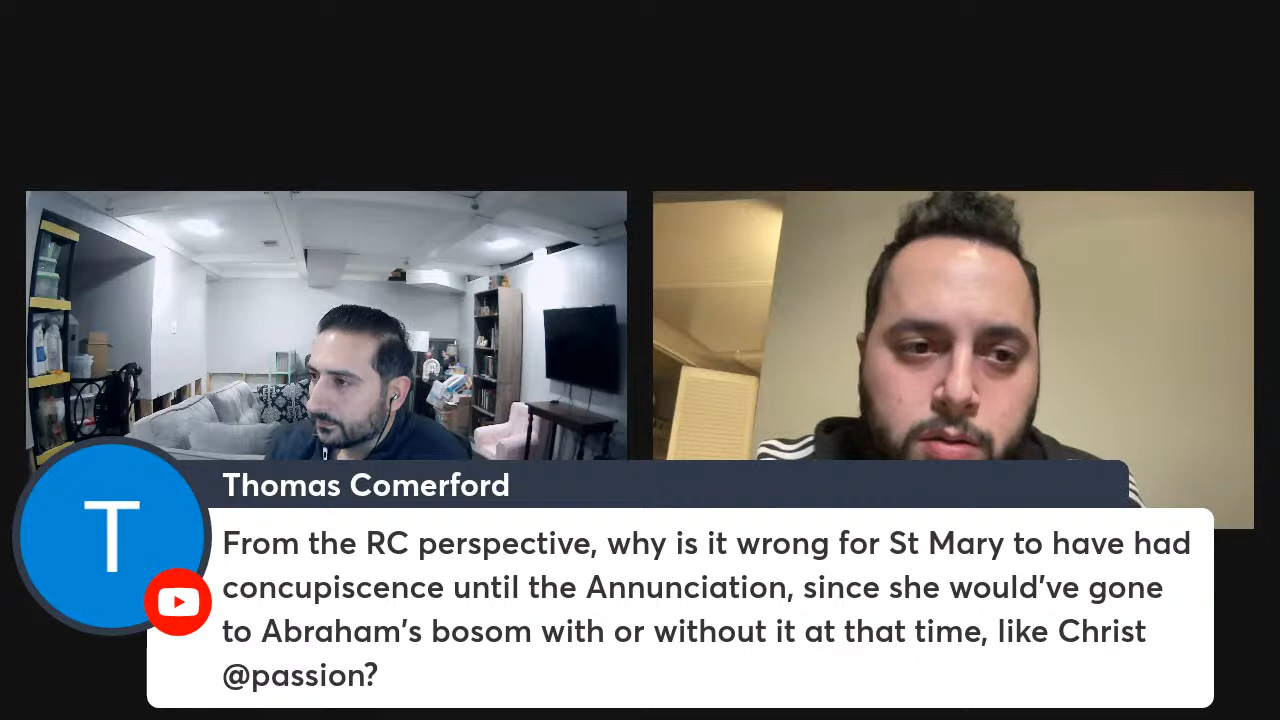 Thomas Comerford
T
From the RC perspective, why is it wrong for St Mary to have had
concupiscence until the Annunciation, since she would've gone
to Abraham's bosom with or without it at that time, like Christ
@passion?